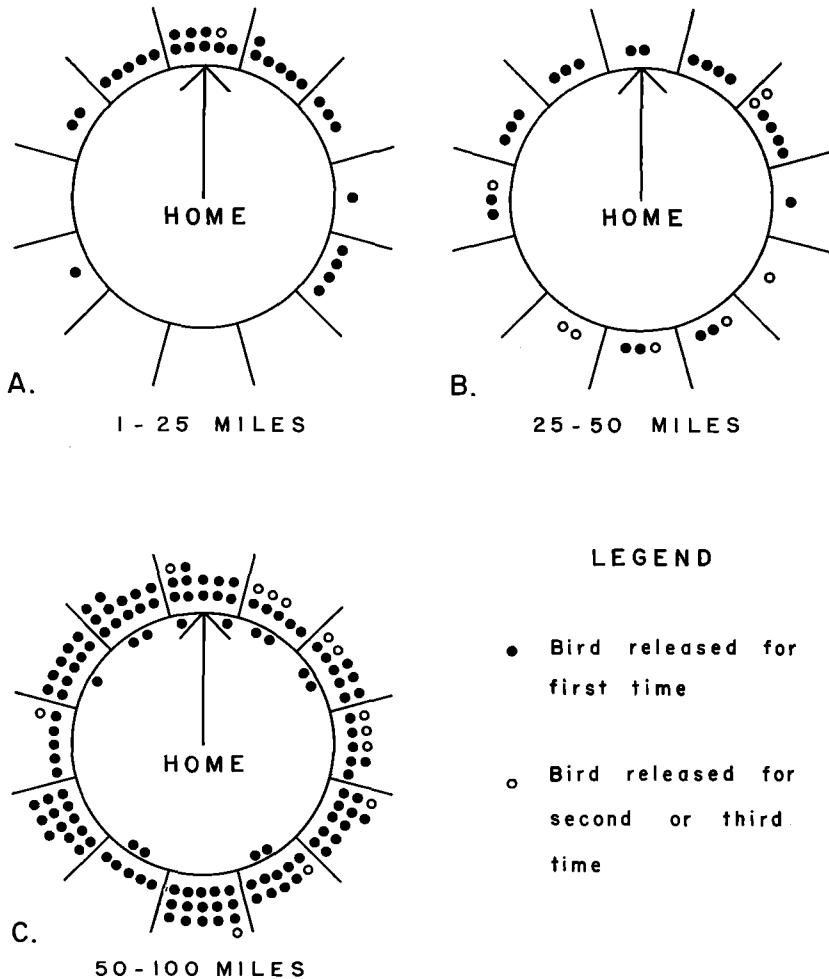 HOME
HOME
A.
B.
1-25 MILES
25-50 MILES
LEGEND
Bird released for
first time
HOME
Bird released for
second or third
time
C.
50-100 MILES